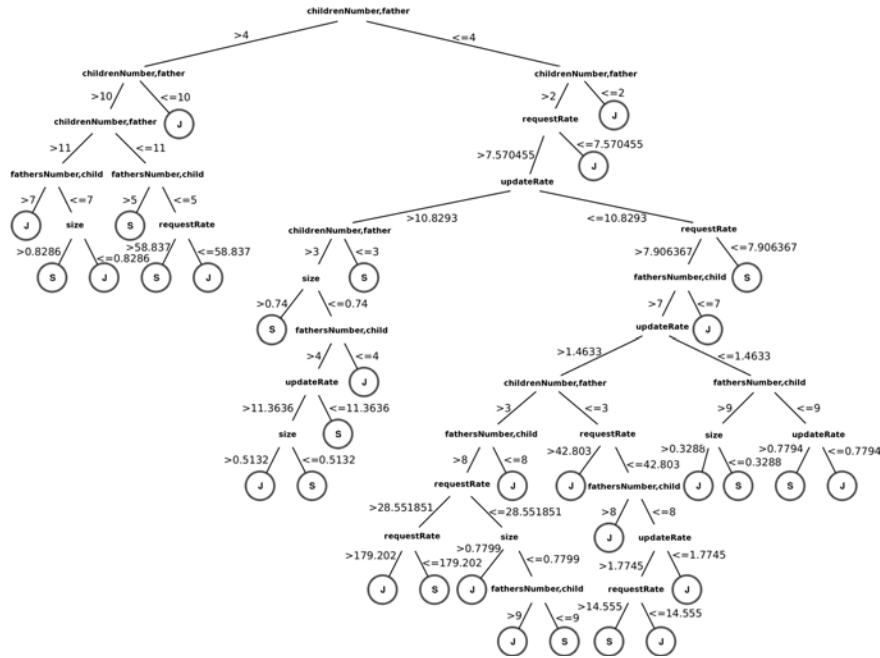 childrenNumber,father
>4 <=4
childrenNumber,father childrenNumber,father
>10 <=10 >2 <=2
childrenNumber,father J requestRate J
>11 <=11 >7.570455 <=7.570455
fathersNumber,child fathersNumber,child updateRate J
>7 <=7 >5 <=5 >10.8293 <=10.8293
J size S requestRate childrenNumber,father requestRate
>0.8286 <=0.8286 >58.837 <=58.837 >3 <=3 >7.906367 <=7.906367
S J S J size S fathersNumber,child S
>0.74 <=0.74 >7 <=7
S fathersNumber,child updateRate J
>4 <=4 >1.4633 <=1.4633
updateRate J childrenNumber,father fathersNumber,child
>11.3636 <=11.3636 >3 <=3 >9 <=9
size S fathersNumber,child requestRate size updateRate
>0.5132 <=0.5132 >8 <=8 >42.803 <=42.803 >0.3288 <=0.3288 >0.7794 <=0.7794
J S requestRate J J fathersNumber,child J S S J
>28.551851 <=28.551851 >8 <=8
requestRate size J updateRate
>179.202 <=179.202 >0.7799 <=0.7799 >1.7745 <=1.7745
J S J fathersNumber,child requestRate J
>9 <=9 >14.555 <=14.555
J S S J